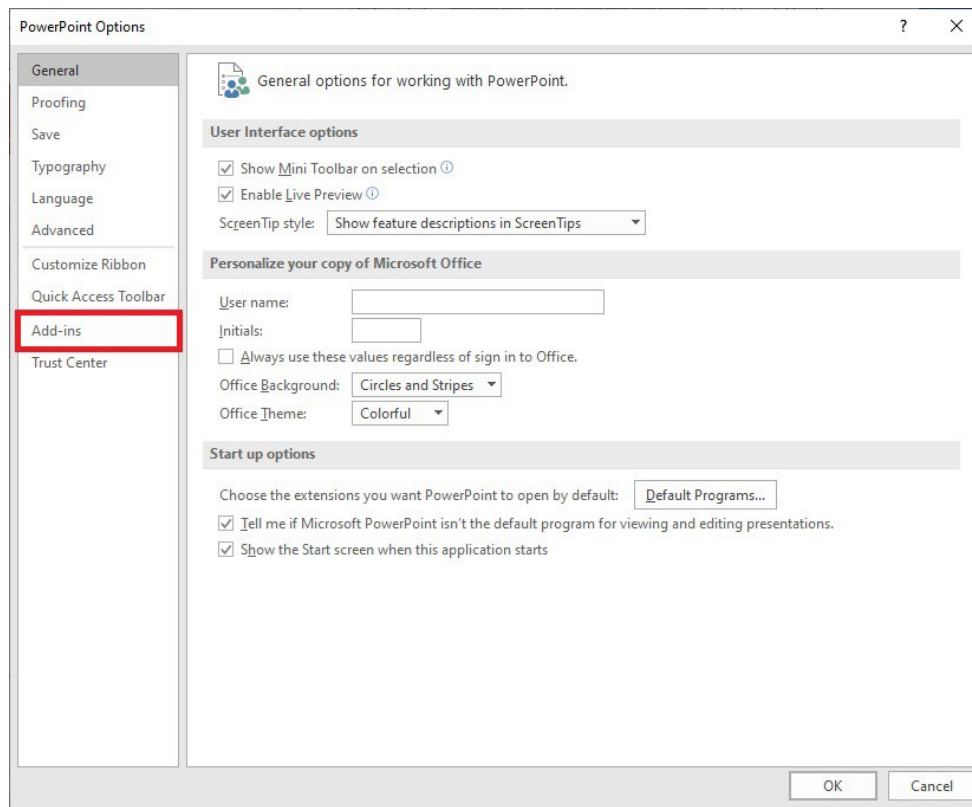 PowerPoint Options
?
General
Proofing
Save
Typography
Language
Advanced
Customize Ribbon
Quick Access Toolbar
Add-ins
Trust Center
General options for working with PowerPoint.
User Interface options
Show Mini Toolbar on selection
Enable Live Preview
ScreenTip style: Show feature descriptions in ScreenTips
Personalize your copy of Microsoft Office
User name:
Initials:
Always use these values regardless of sign in to Office.
Office Background: Circles and Stripes
Office Theme: Colorful
Start up options
Choose the extensions you want PowerPoint to open by default: Default Programs...
Tell me if Microsoft PowerPoint isn't the default program for viewing and editing presentations.
Show the Start screen when this application starts
OK Cancel